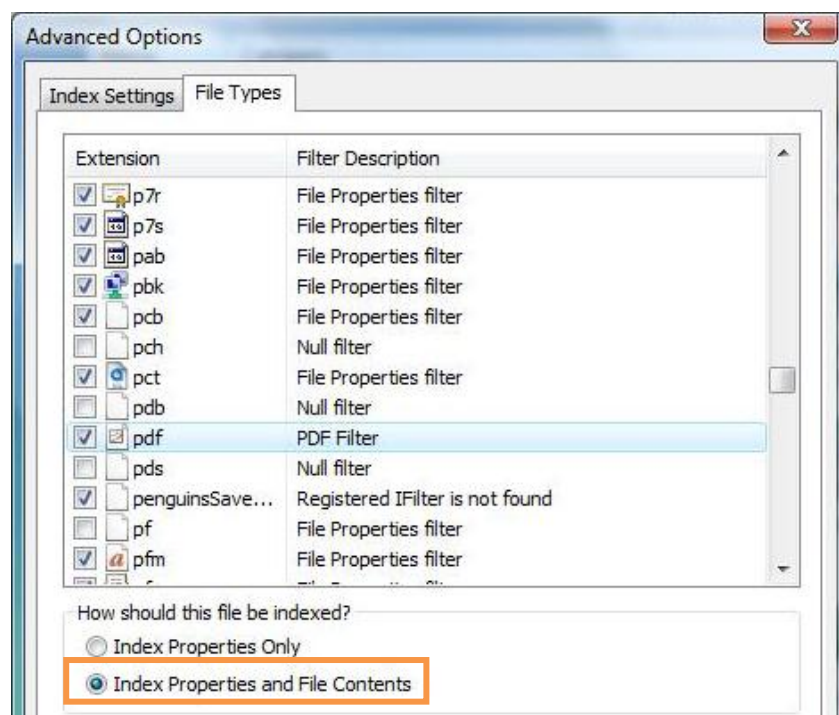 Advanced Options
Index Settings File Types
Extension Filter Description
p7r File Properties filter
p7s File Properties filter
pab File Properties filter
pbk File Properties filter
pcb File Properties filter
pch Null filter
pct File Properties filter
pdb Null filter
pdf PDF Filter
pds Null filter
penguinsSave... Registered IFilter is not found
pf File Properties filter
pfm File Properties filter
How should this file be indexed?
Index Properties Only
Index Properties and File Contents